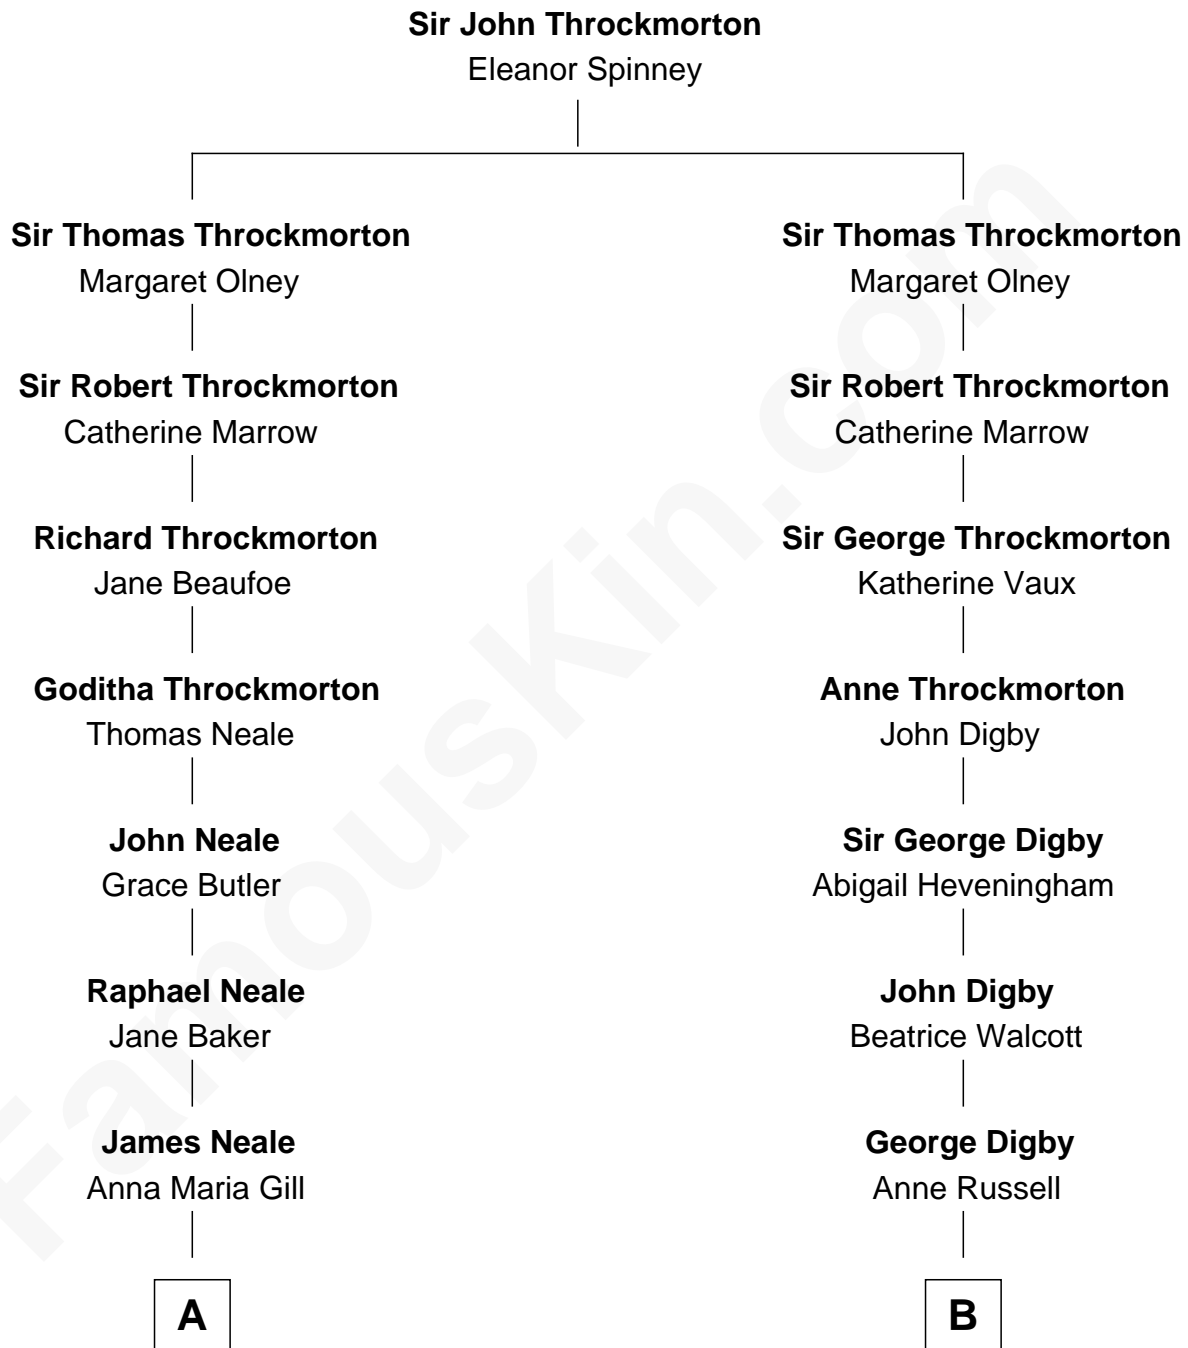 Sir John Throckmorton
Eleanor Spinney
Sir Thomas Throckmorton
Margaret Olney
Sir Robert Throckmorton
Catherine Marrow
Richard Throckmorton
Jane Beaufoe
Goditha Throckmorton
Thomas Neale
John Neale
Grace Butler
Raphael Neale
Jane Baker
James Neale
Anna Maria Gill
A
Sir Thomas Throckmorton
Margaret Olney
Sir Robert Throckmorton
Catherine Marrow
Sir George Throckmorton
Katherine Vaux
Anne Throckmorton
John Digby
Sir George Digby
Abigail Heveningham
John Digby
Beatrice Walcott
George Digby
Anne Russell
B
FamousKin.com